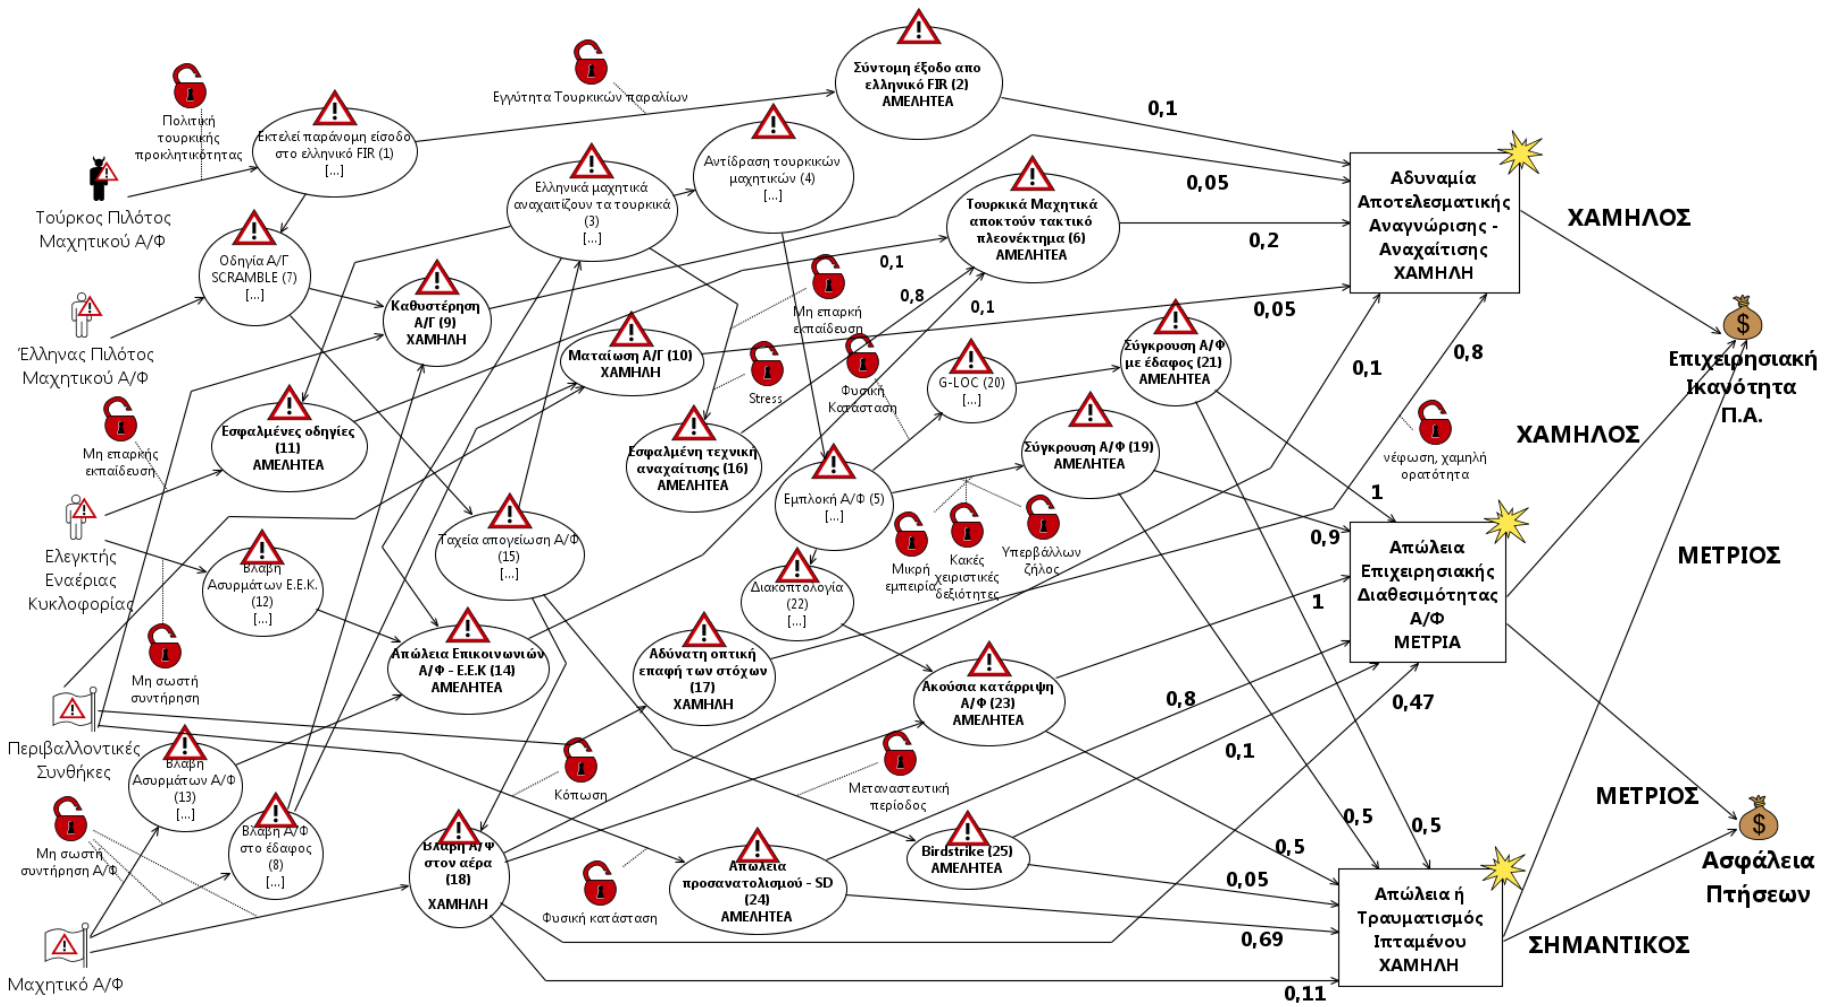 Σύντομη έξοδο απο
ελληνικό FIR (2)
ΑΜΕΛΗΤΕΑ
Εγγύτητα Τουρκικών παραλίων
0,1
Πολιτική
τουρκικής
προκλητικότητας
Εκτελεί παράνομη είσοδο
στο ελληνικό FIR (1)
[...]
Αντίδραση τουρκικών
μαχητικών (4)
[...]
Ελληνικά μαχητικά
αναχαιτίζουν τα τουρκικά
(3)
[...]
Τουρκικά Μαχητικά
αποκτούν τακτικό
πλεονέκτημα (6)
ΑΜΕΛΗΤΕΑ
0,05
0,2
Αδυναμία
Αποτελεσματικής
Αναγνώρισης -
Αναχαίτισης
ΧΑΜΗΛΗ
ΧΑΜΗΛΟΣ
Τούρκος Πιλότος
Μαχητικού Α/Φ
Οδηγία Α/Γ
SCRAMBLE (7)
[...]
Καθυστέρηση
Α/Γ (9)
ΧΑΜΗΛΗ
0,1
0,8
0,1
0,05
Μη επαρκή
εκπαίδευση
Έλληνας Πιλότος
Μαχητικού Α/Φ
Ματαίωση Α/Γ (10)
ΧΑΜΗΛΗ
Stress
Φυσική
Κατάσταση
G-LOC (20)
[...]
Σύγκρουση Α/Φ
με έδαφος (21)
ΑΜΕΛΗΤΕΑ
0,1
0,8
Επιχειρησιακή
Ικανότητα
Π.Α.
Μη επαρκής
εκπαίδευση
Εσφαλμένες οδηγίες
(11)
ΑΜΕΛΗΤΕΑ
Εσφαλμένη τεχνική
αναχαίτισης (16)
ΑΜΕΛΗΤΕΑ
Σύγκρουση Α/Φ (19)
ΑΜΕΛΗΤΕΑ
νέφωση, χαμηλή
ορατότητα
ΧΑΜΗΛΟΣ
Εμπλοκή Α/Φ (5)
[...]
1
0,9
Ελεγκτής
Εναέριας
Κυκλοφορίας
Βλάβη
Ασυρμάτων Ε.Ε.Κ.
(12)
[...]
Ταχεία απογείωση Α/Φ
(15)
[...]
Μικρή
εμπειρία
Κακές
χειριστικές
δεξιότητες
Υπερβάλλων
ζήλος
Διακοπτολογία
(22)
[...]
Απώλεια
Επιχειρησιακής
Διαθεσιμότητας
Α/Φ
ΜΕΤΡΙΑ
ΜΕΤΡΙΟΣ
1
Μη σωστή
συντήρηση
Απώλεια Επικοινωνιών
Α/Φ - Ε.Ε.Κ (14)
ΑΜΕΛΗΤΕΑ
Αδύνατη οπτική
επαφή των στόχων
(17)
ΧΑΜΗΛΗ
Ακούσια κατάρριψη
Α/Φ (23)
ΑΜΕΛΗΤΕΑ
0,8
0,47
0,1
Περιβαλλοντικές
Συνθήκες
Βλάβη
Ασυρμάτων Α/Φ
(13)
[...]
Κόπωση
Μεταναστευτική
περίοδος
ΜΕΤΡΙΟΣ
0,5
0,5
0,5
Μη σωστή
συντήρηση Α/Φ
Βλάβη Α/Φ
στο έδαφος
(8)
[...]
Βλάβη Α/Φ
στον αέρα
(18)
ΧΑΜΗΛΗ
Φυσική κατάσταση
Απώλεια
προσανατολισμού - SD
(24)
ΑΜΕΛΗΤΕΑ
Birdstrike (25)
ΑΜΕΛΗΤΕΑ
0,05
0,69
Απώλεια ή
Τραυματισμός
Ιπταμένου
ΧΑΜΗΛΗ
Ασφάλεια
Πτήσεων
ΣΗΜΑΝΤΙΚΟΣ
Μαχητικό Α/Φ
0,11